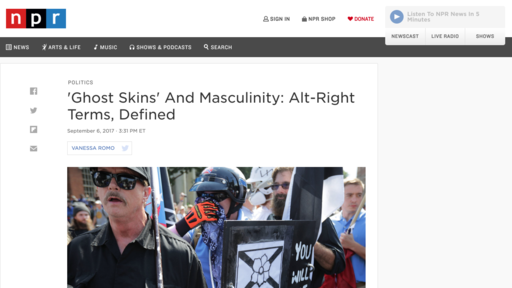 npr
SIGN IN
NPR SHOP
DONATE
Listen To NPR News In 5 Minutes
NEWSCAST
LIVE RADIO
SHOWS
NEWS
ARTS & LIFE
MUSIC
SHOWS & PODCASTS
SEARCH
POLITICS
'Ghost Skins' And Masculinity: Alt-Right
Terms, Defined
September 6, 2017 · 3:31 PM ET
VANESSA ROMO
YOU
WILL